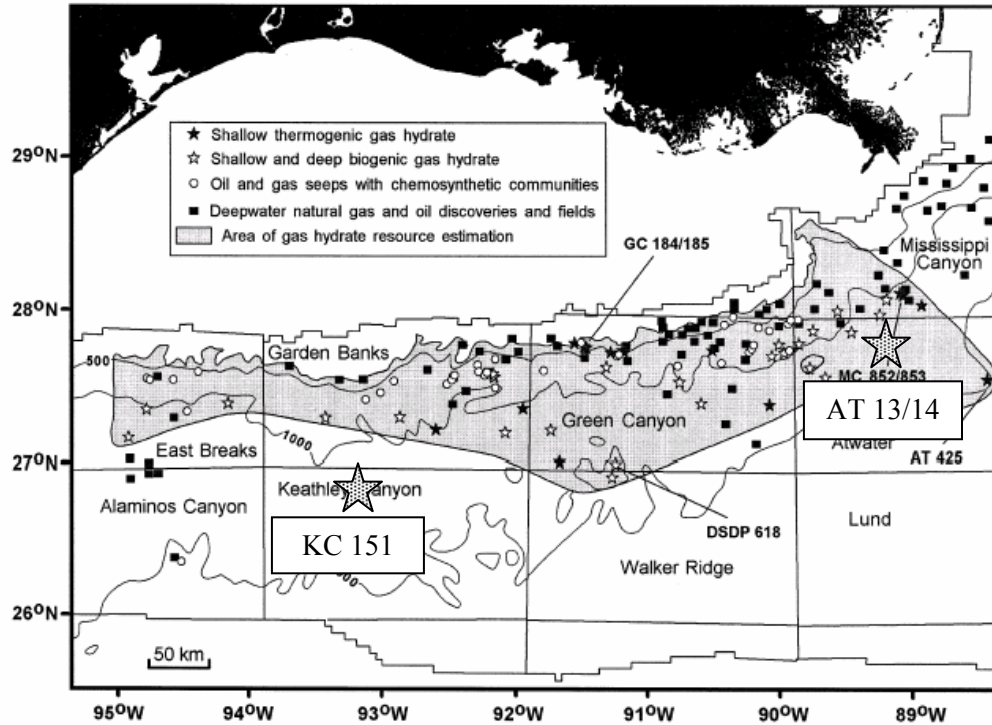 29°N
28°N
27°N
26°N
★ Shallow thermogenic gas hydrate
☆ Shallow and deep biogenic gas hydrate
○ Oil and gas seeps with chemosynthetic communities
■ Deepwater natural gas and oil discoveries and fields
Area of gas hydrate resource estimation
GC 184/185
Mississippi
Canyon
500
Garden Banks
MC 852/853
AT 13/14
Green Canyon
1000
Atwater
AT 425
East Breaks
Keathley Canyon
Alaminos Canyon
Lund
DSDP 618
KC 151
Walker Ridge
50 km
95°W
94°W
93°W
92°W
91°W
90°W
89°W